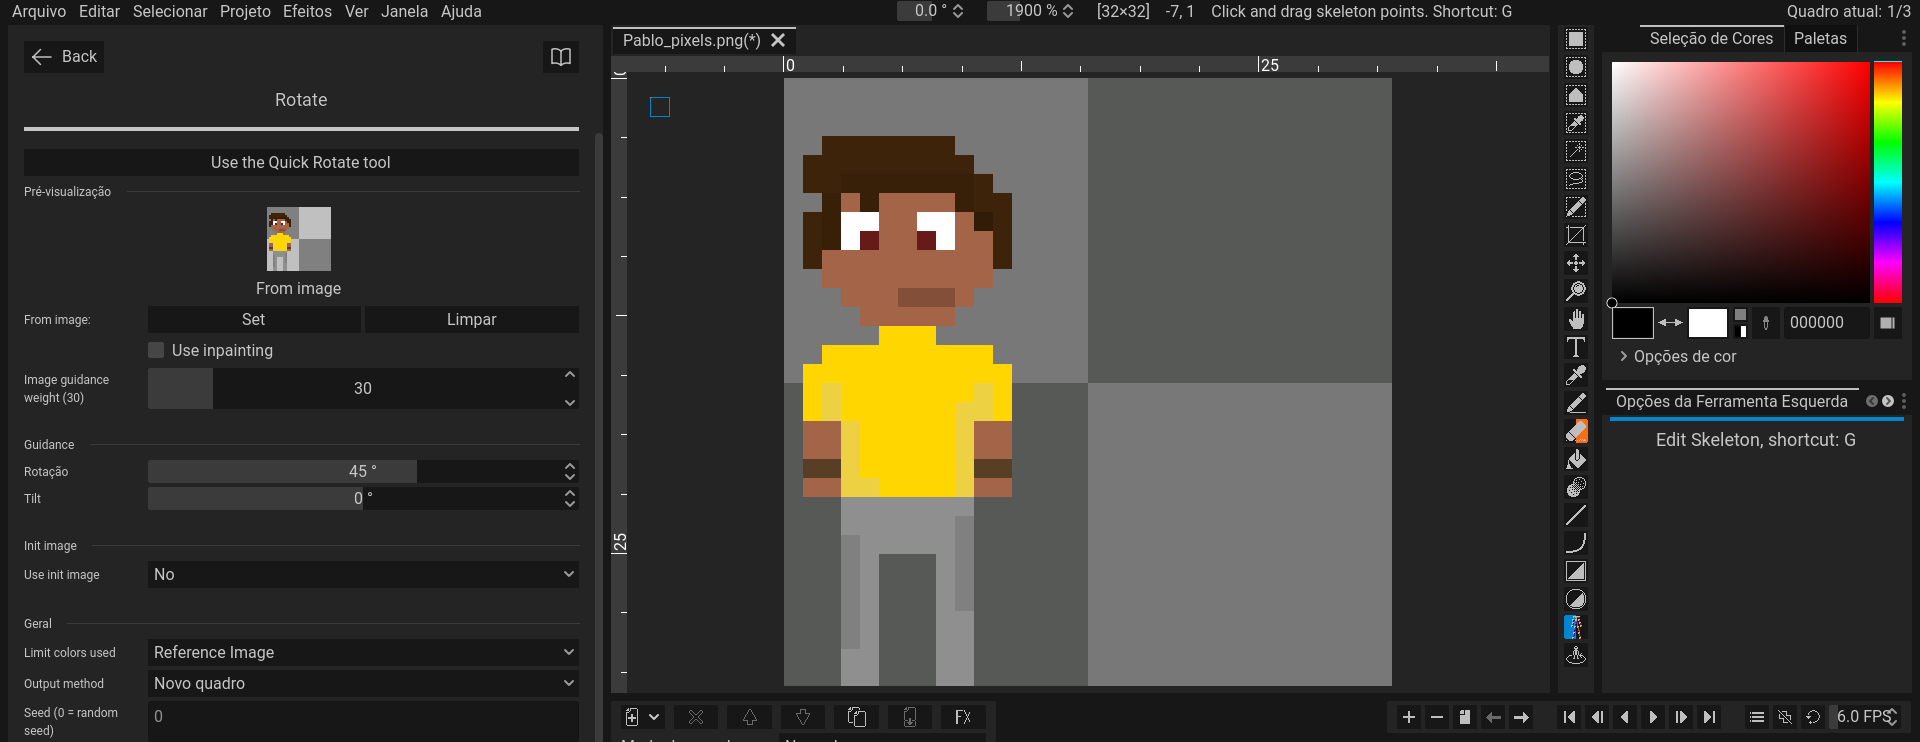 Arquivo Editar Selecionar Projeto Efeitos Ver Janela Ajuda
0.0 ° 1900 % [32×32] -7, 1 Click and drag skeleton points. Shortcut: G
Quadro atual: 1/3
Back
Rotate
Use the Quick Rotate tool
Pré-visualização
From image
From image: Set Limpar
Use inpainting
Image guidance
weight (30)
30
Guidance
Rotação 45 °
Tilt 0 °
Init image
Use init image No
Geral
Limit colors used Reference Image
Output method Novo quadro
Seed (0 = random
seed)
0
Pablo_pixels.png(*)
0 25
25
FX
6.0 FPS
Seleção de Cores Paletas
000000
Opções de cor
Opções da Ferramenta Esquerda
Edit Skeleton, shortcut: G